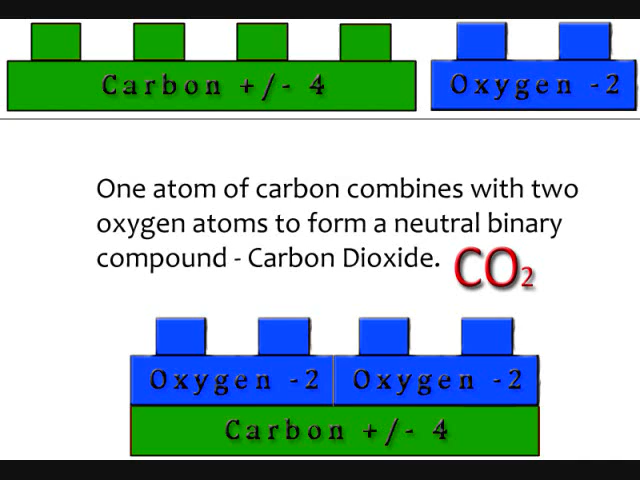 Carbon +/- 4
Oxygen -2
One atom of carbon combines with two
oxygen atoms to form a neutral binary
compound - Carbon Dioxide. CO2
Oxygen -2 Oxygen -2
Carbon +/- 4